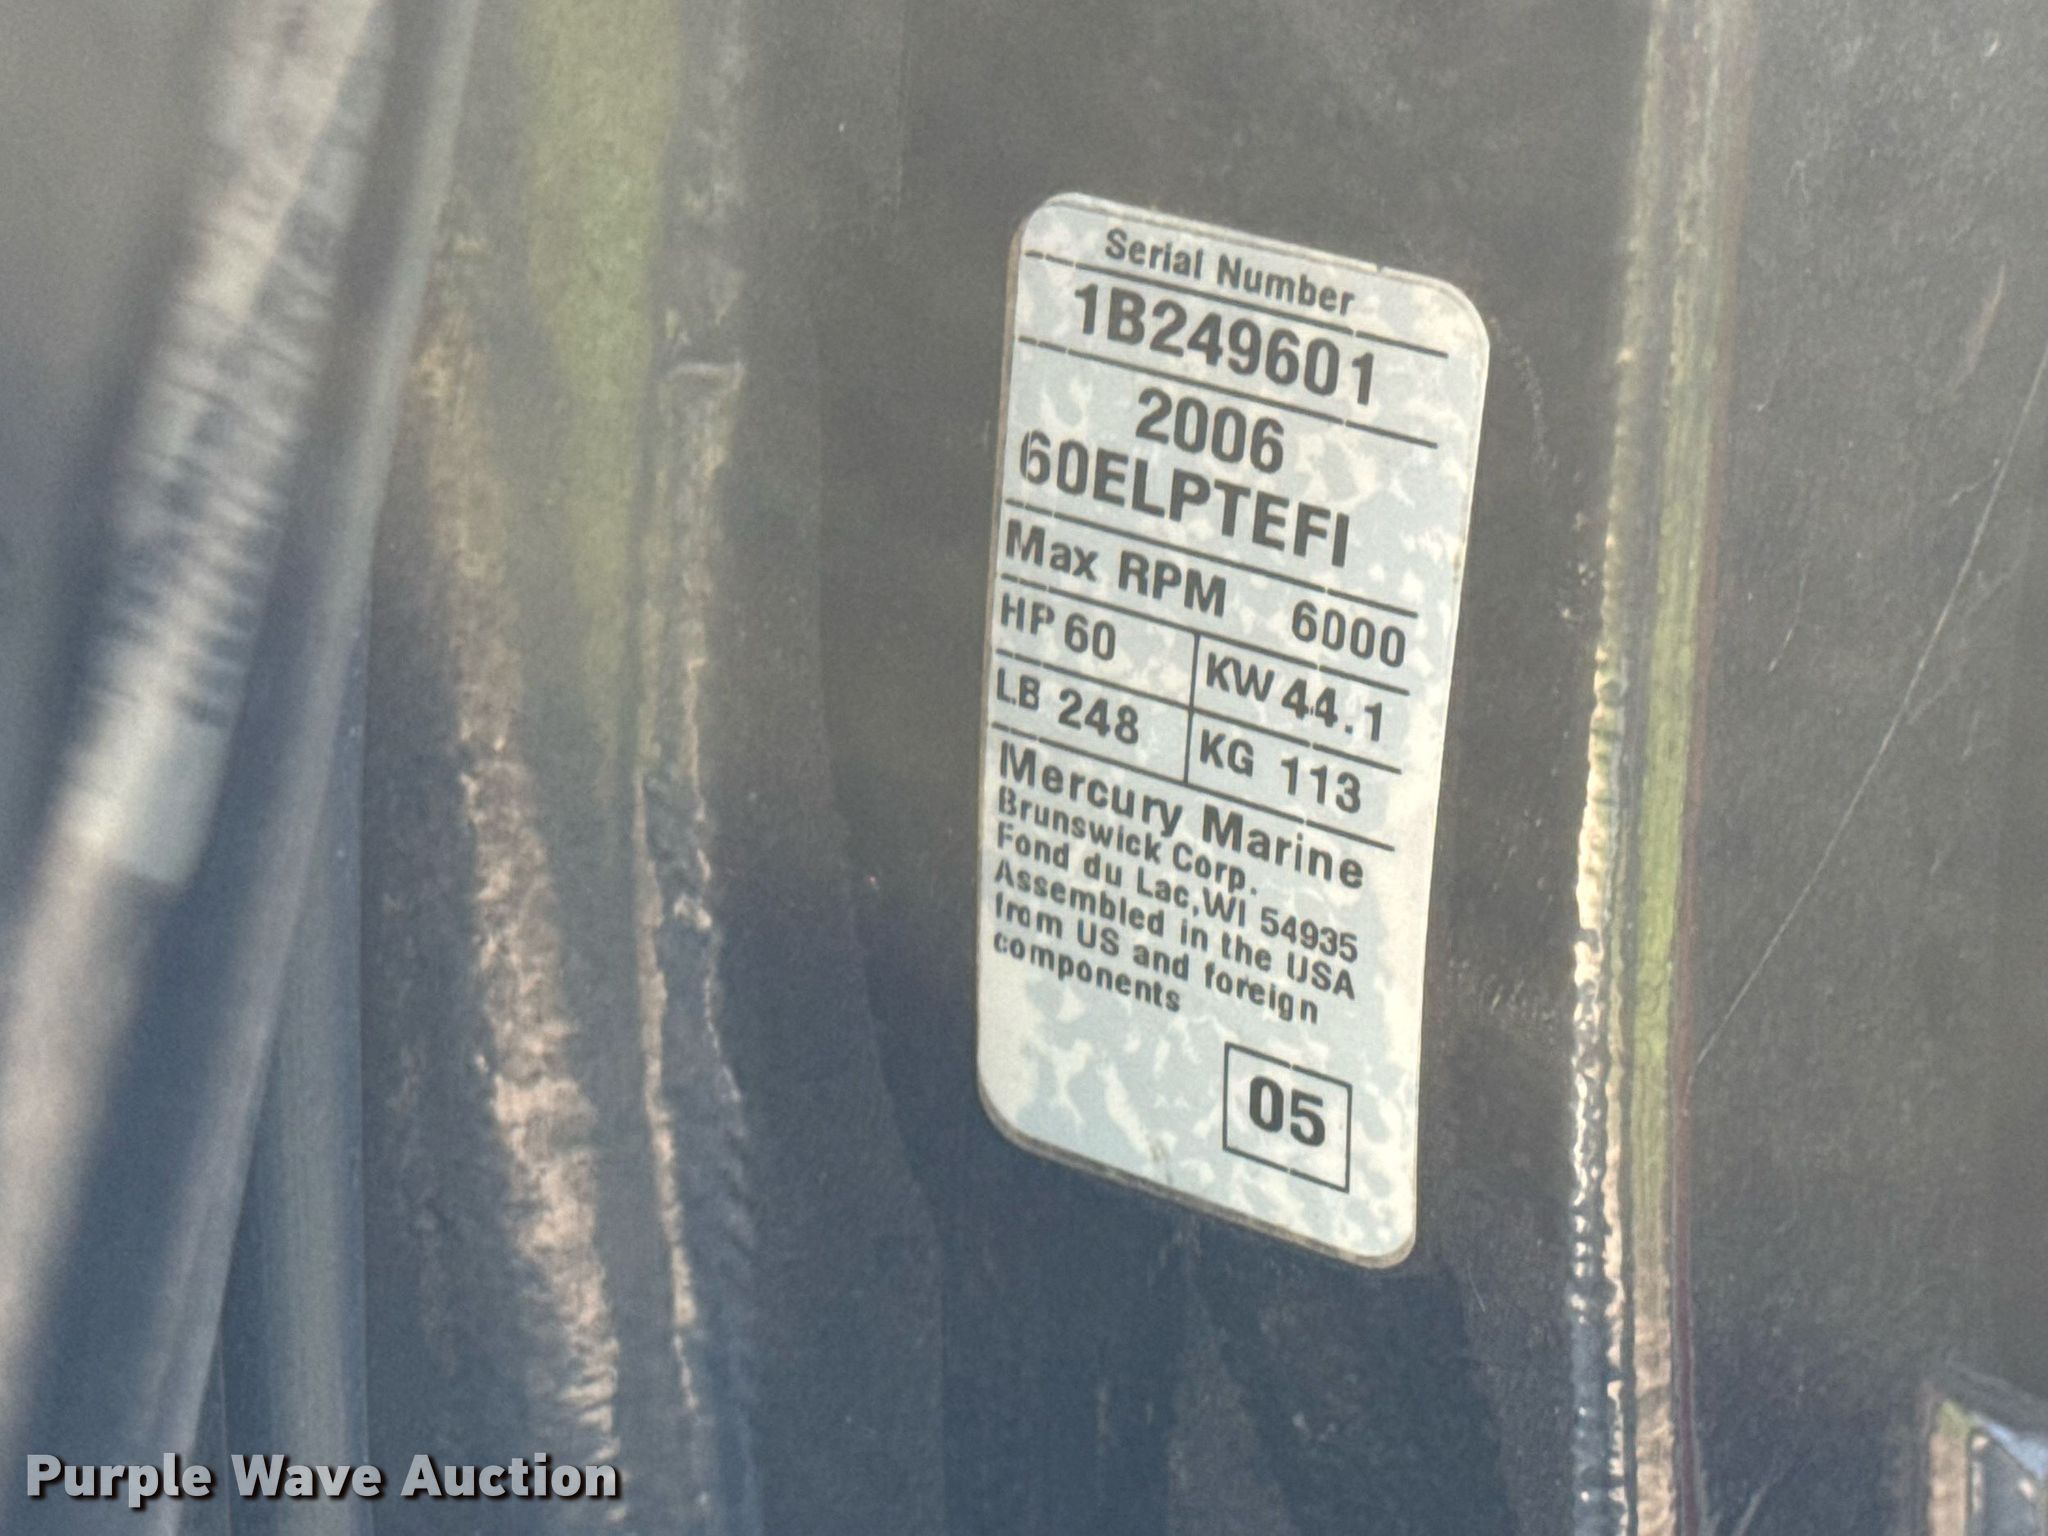 Serial Number
1B249601
2006
60ELPTEFI
Max RPM 6000
HP 60 KW 44.1
LB 248 KG 113
Mercury Marine
Brunswick Corp.
Fond du Lac,WI 54935
Assembled in the USA
from US and foreign
components
05
Purple Wave Auction